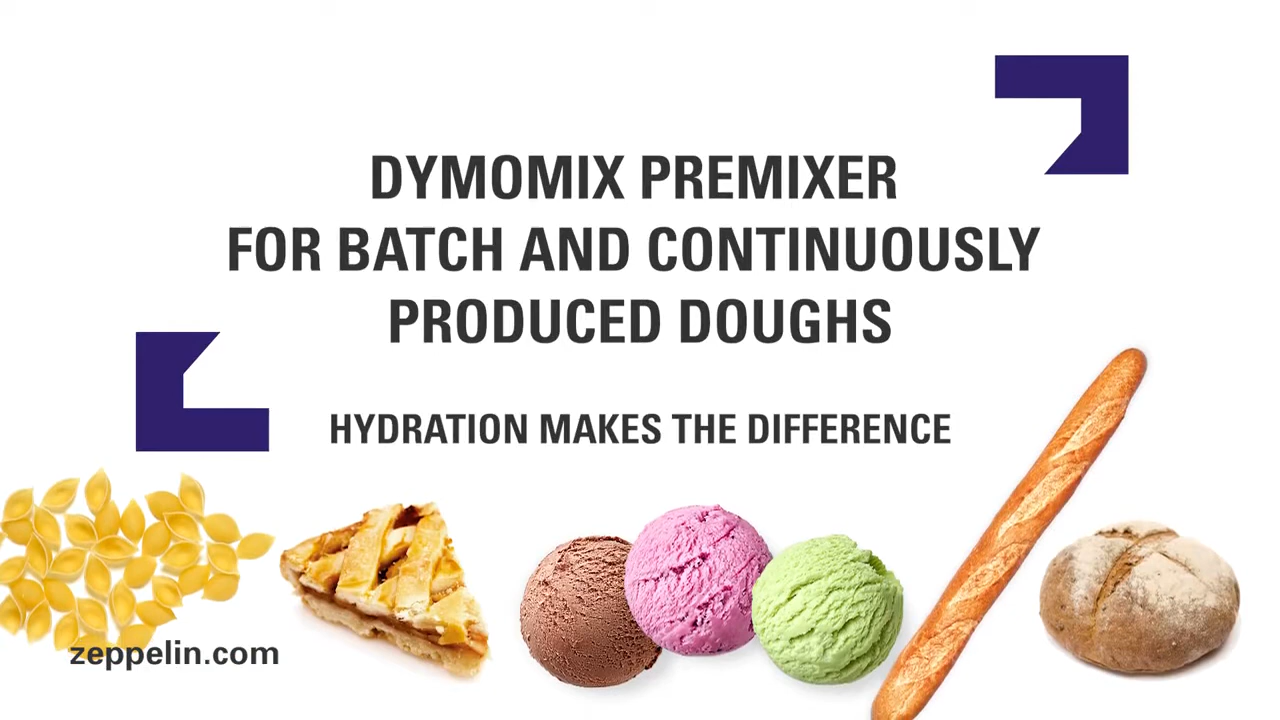 DYMOMIX PREMIXER
FOR BATCH AND CONTINUOUSLY
PRODUCED DOUGHS
HYDRATION MAKES THE DIFFERENCE
zeppelin.com